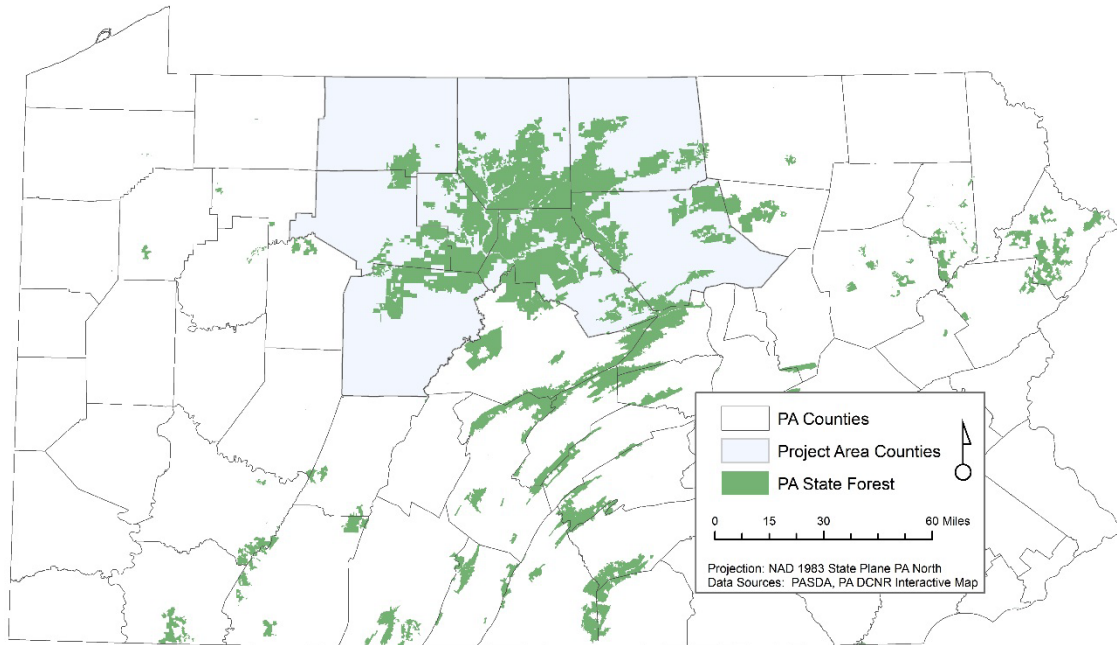 PA Counties
Project Area Counties
PA State Forest
0 15 30 60 Miles
Projection: NAD 1983 State Plane PA North
Data Sources: PASDA, PA DCNR Interactive Map